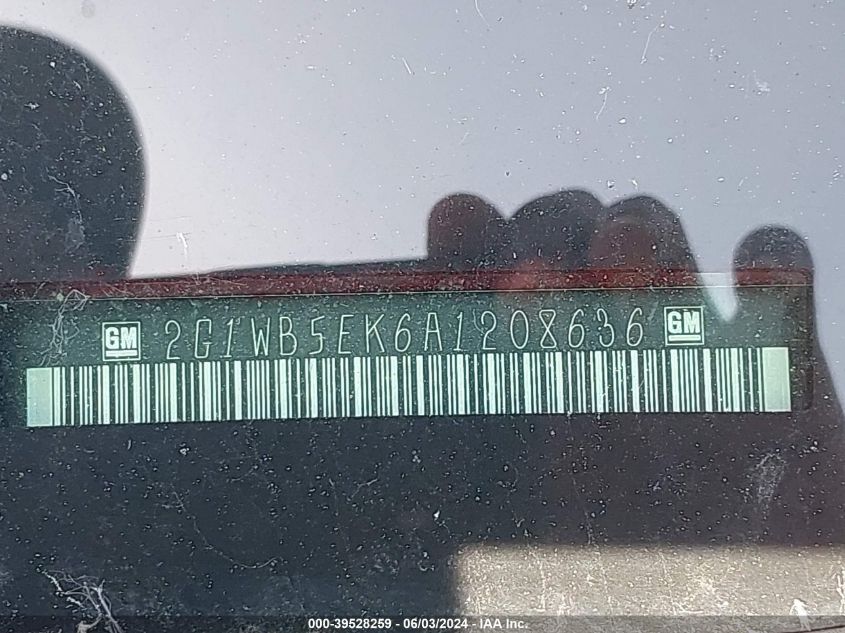 GM 2G1WB5EK6A1208636 GM
000-39528259 - 06/03/2024 - IAA Inc.